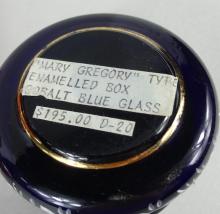 "MARY GREGORY" TYPE
ENAMELLED BOX
COBALT BLUE GLASS
$195.00 D-20